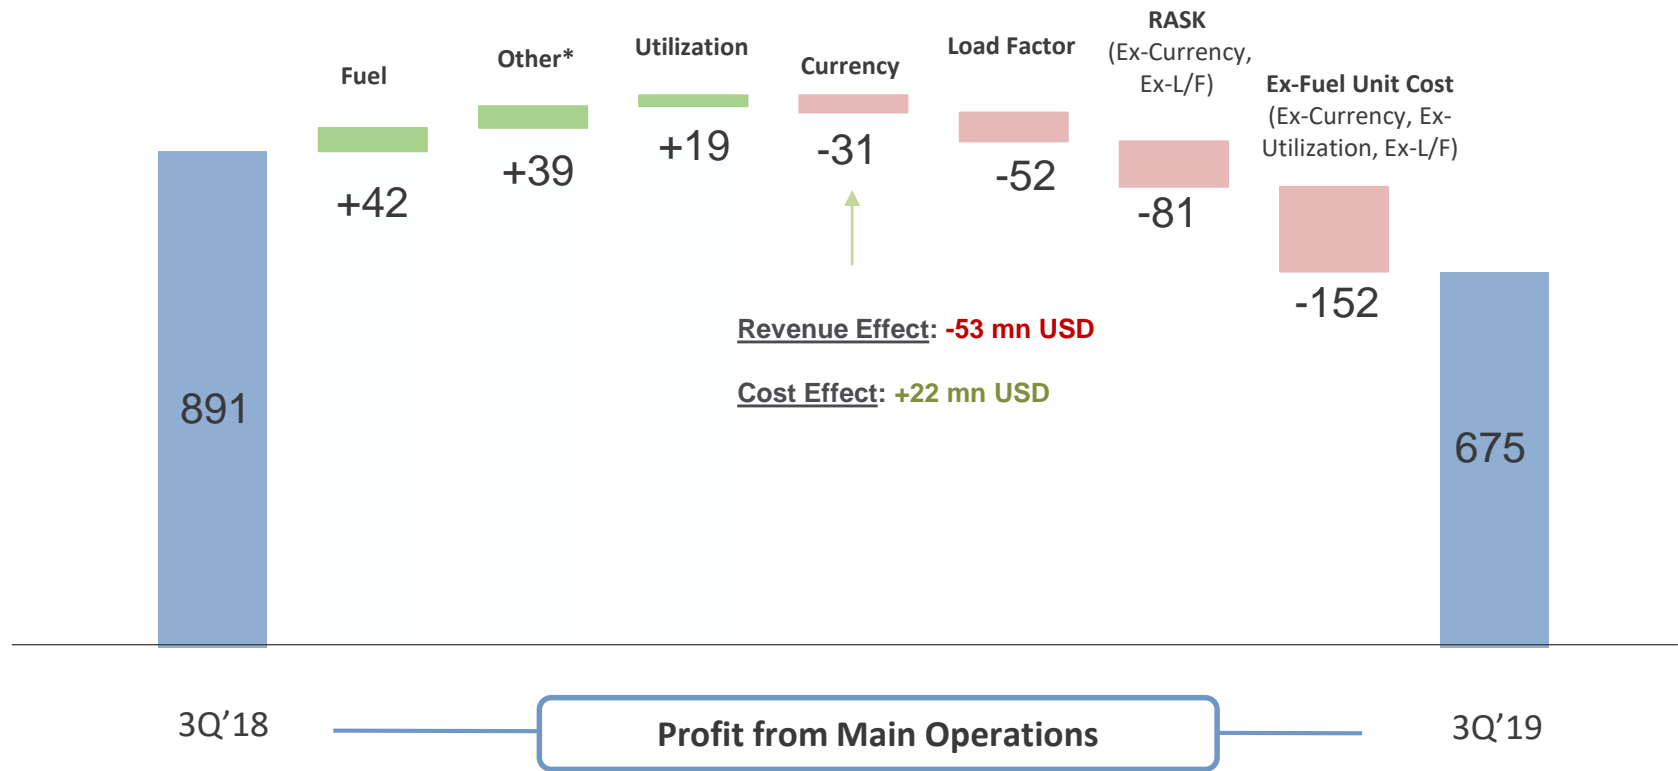 Fuel
+42
Other*
+39
Utilization
+19
Currency
-31
Load Factor
-52
RASK
(Ex-Currency,
Ex-L/F)
-81
Ex-Fuel Unit Cost
(Ex-Currency, Ex-
Utilization, Ex-L/F)
-152
Revenue Effect: -53 mn USD
Cost Effect: +22 mn USD
891
675
3Q’18
Profit from Main Operations
3Q’19